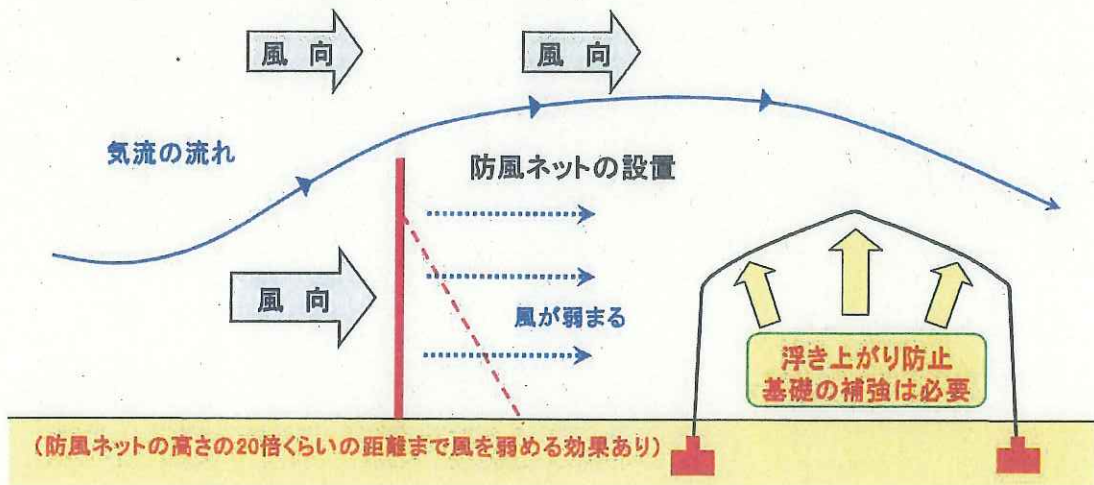 風 向
風 向
気流の流れ
防風ネットの設置
風 向
風が弱まる
浮き上がり防止
基礎の補強は必要
(防風ネットの高さの20倍くらいの距離まで風を弱める効果あり)